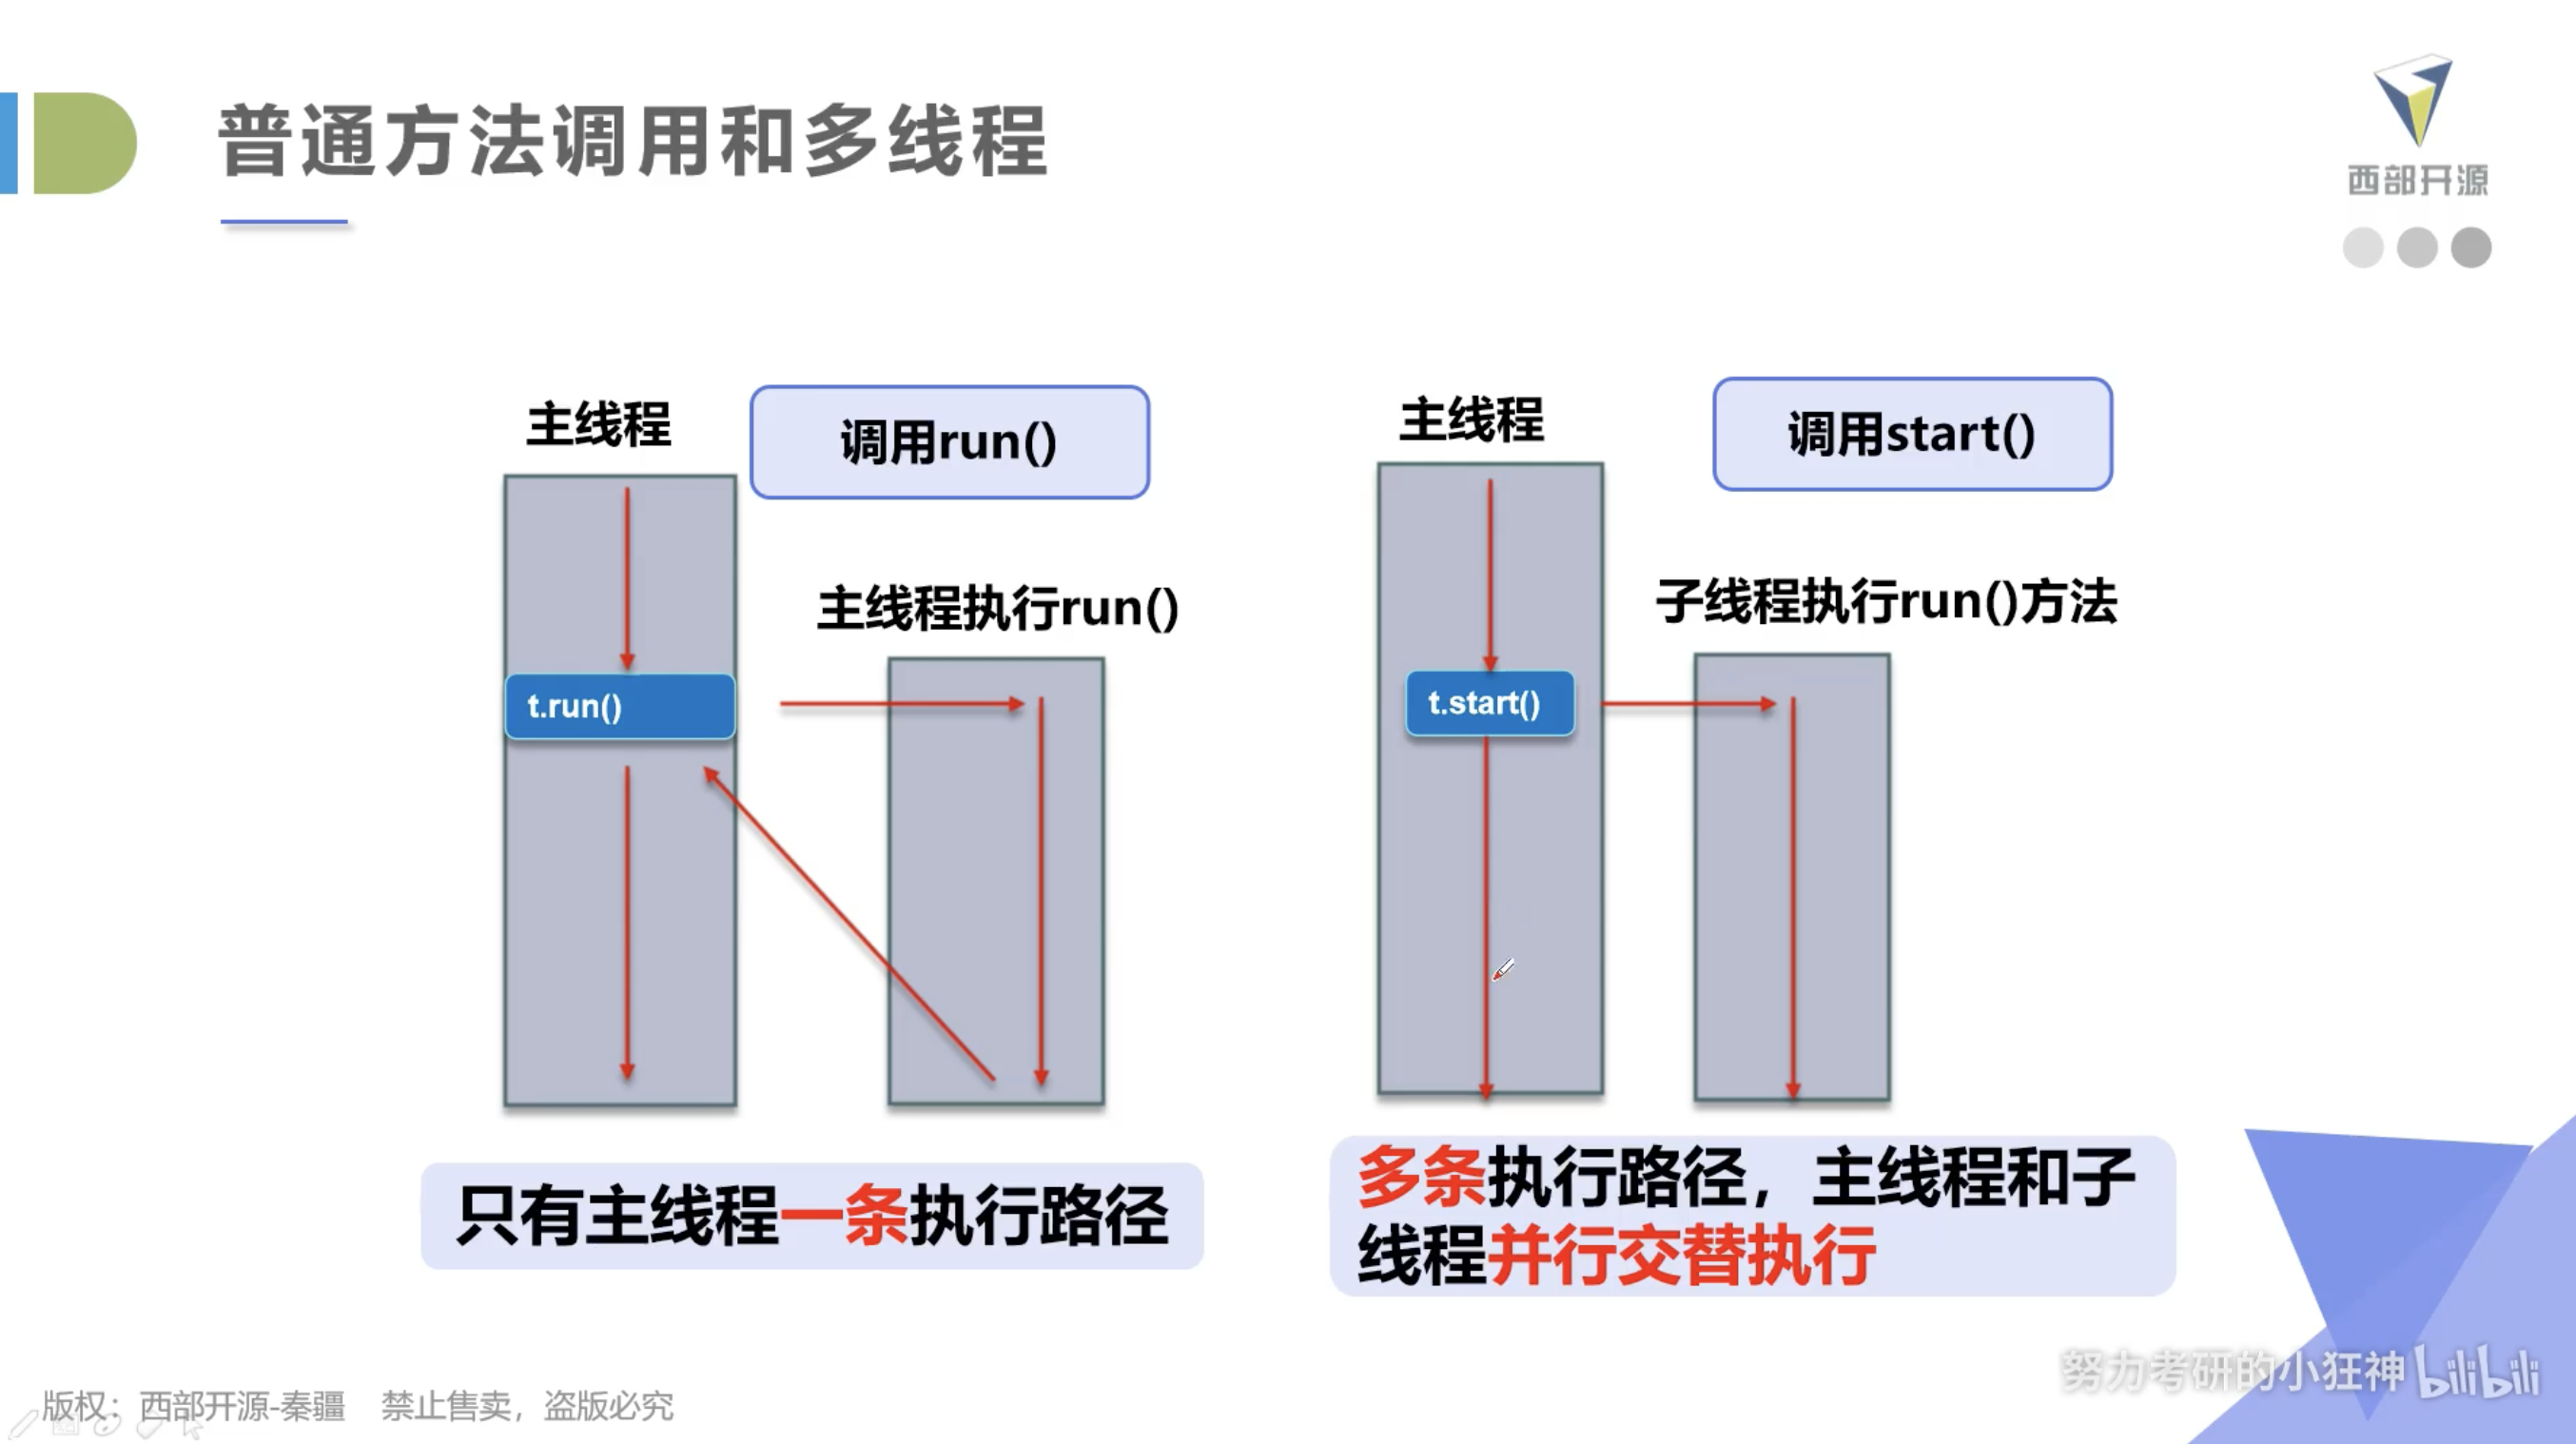 普通方法调用和多线程
西部开源
主线程
调用run()
主线程执行run()
t.run()
只有主线程一条执行路径
主线程
调用start()
子线程执行run()方法
t.start()
多条执行路径，主线程和子
线程并行交替执行
努力考研的小狂神 bilibili
版权：西部开源-秦疆 禁止售卖，盗版必究